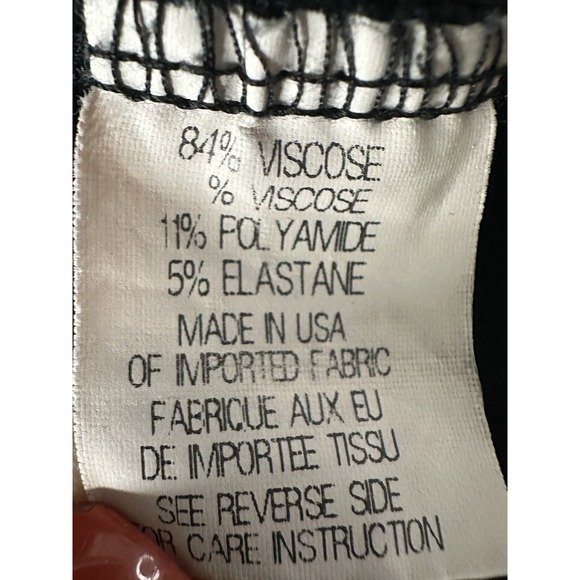 84% VISCOSE
% VISCOSE
11% POLYAMIDE
5% ELASTANE
MADE IN USA
OF IMPORTED FABRIC
FABRIQUE AUX EU
DE IMPORTEE TISSU
SEE REVERSE SIDE
FOR CARE INSTRUCTION